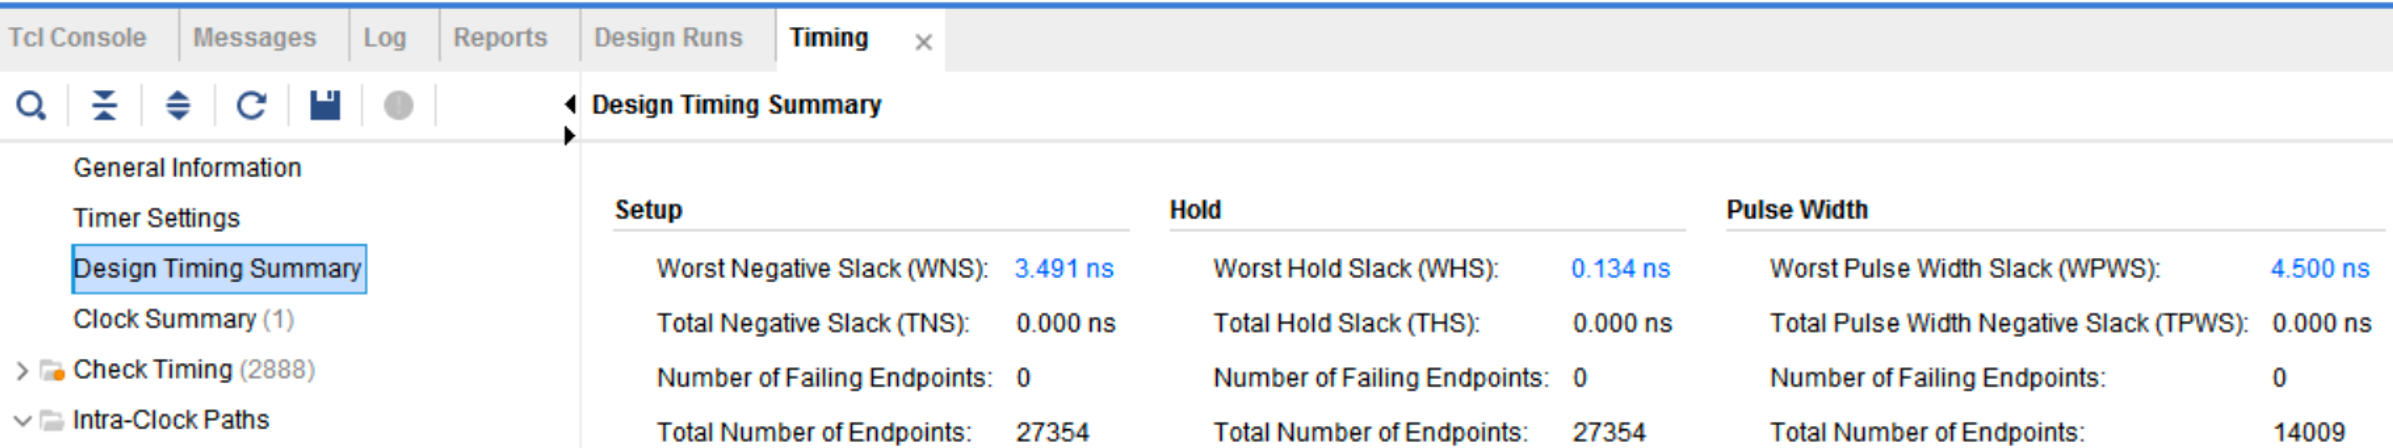 Tcl Console Messages Log Reports Design Runs Timing
Design Timing Summary
General Information
Timer Settings
Design Timing Summary
Clock Summary (1)
Check Timing (2888)
Intra-Clock Paths
Setup
Worst Negative Slack (WNS): 3.491 ns
Total Negative Slack (TNS): 0.000 ns
Number of Failing Endpoints: 0
Total Number of Endpoints: 27354
Hold
Worst Hold Slack (WHS): 0.134 ns
Total Hold Slack (THS): 0.000 ns
Number of Failing Endpoints: 0
Total Number of Endpoints: 27354
Pulse Width
Worst Pulse Width Slack (WPWS): 4.500 ns
Total Pulse Width Negative Slack (TPWS): 0.000 ns
Number of Failing Endpoints: 0
Total Number of Endpoints: 14009